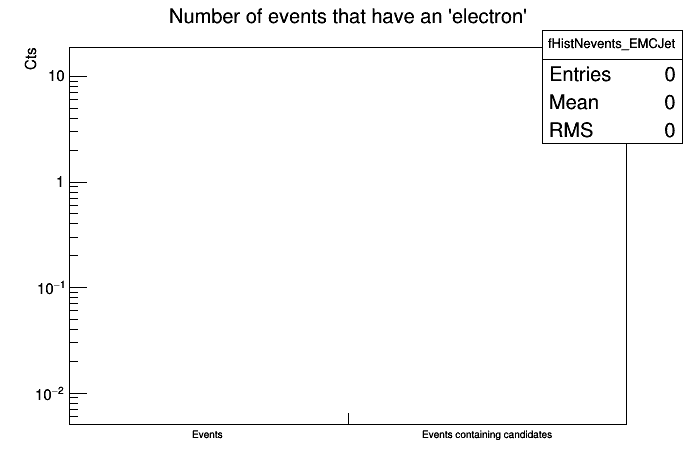 Number of events that have an 'electron'
fHistNevents_EMCJet
Entries 0
Mean 0
RMS 0
Cts
10
1
10⁻¹
10⁻²
Events
Events containing candidates